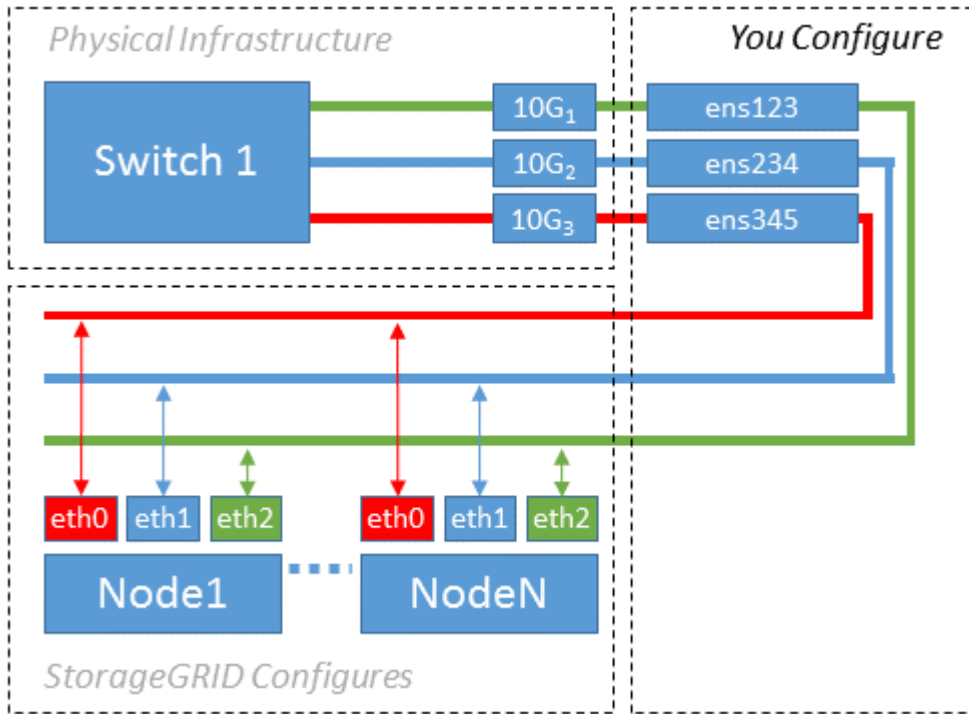 Physical Infrastructure
You Configure
Switch 1
10G₁
ens123
10G₂
ens234
10G₃
ens345
eth0 eth1 eth2
eth0 eth1 eth2
Node1
NodeN
StorageGRID Configures